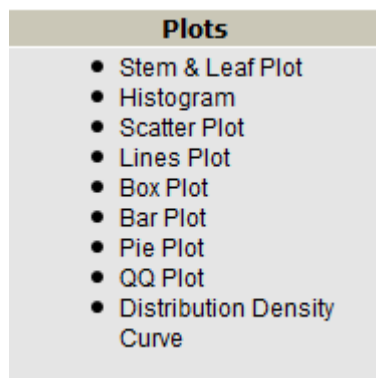 Plots
Stem & Leaf Plot
Histogram
Scatter Plot
Lines Plot
Box Plot
Bar Plot
Pie Plot
QQ Plot
Distribution Density
Curve